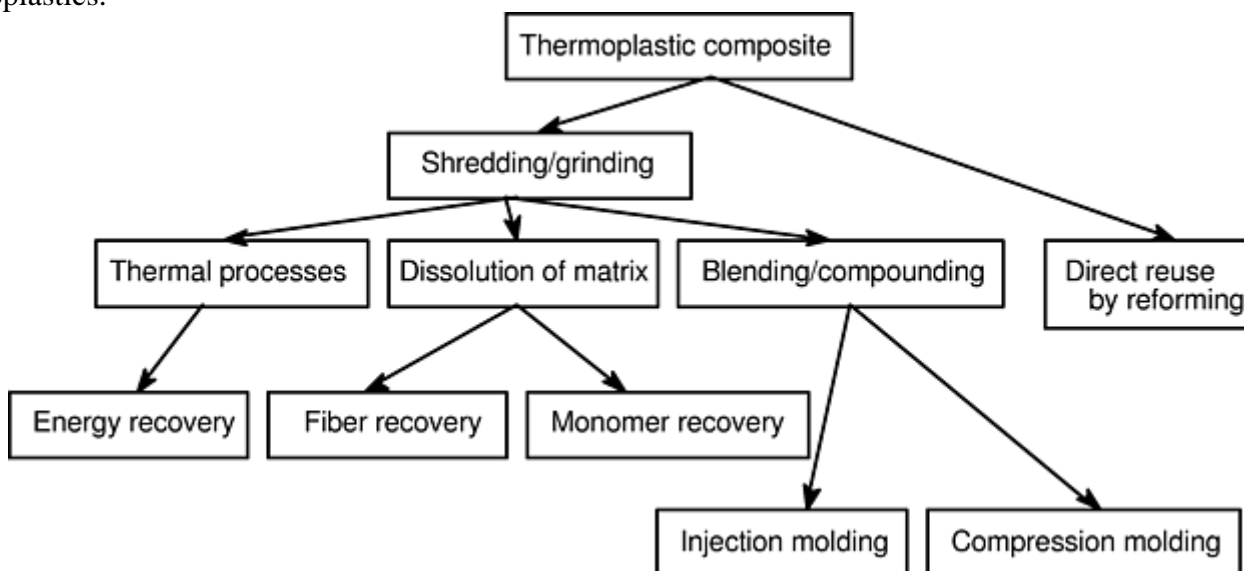 Thermoplastic composite
Shredding/grinding
Thermal processes
Dissolution of matrix
Blending/compounding
Direct reuse
by reforming
Energy recovery
Fiber recovery
Monomer recovery
Injection molding
Compression molding